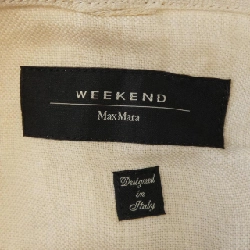 WEEKEND
MaxMara
Designed
in
Italy